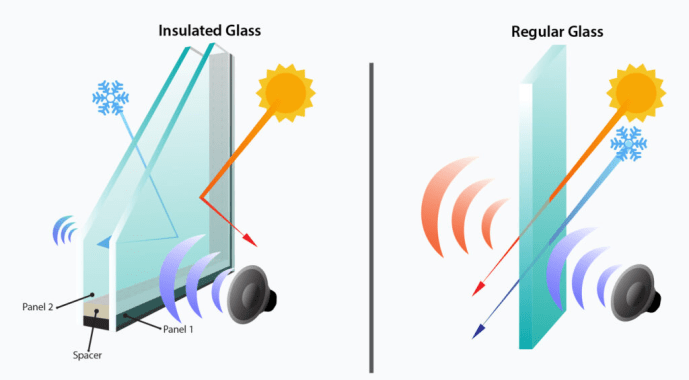 Insulated Glass
Regular Glass
Panel 2
Panel 1
Spacer